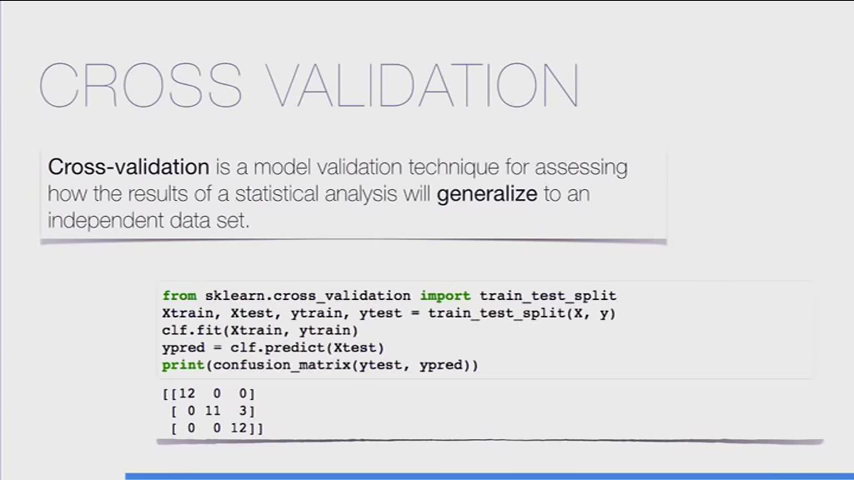 CROSS VALIDATION
Cross-validation is a model validation technique for assessing
how the results of a statistical analysis will generalize to an
independent data set.
from sklearn.cross_validation import train_test_split
Xtrain, Xtest, ytrain, ytest = train_test_split(X, y)
clf.fit(Xtrain, ytrain)
ypred = clf.predict(Xtest)
print(confusion_matrix(ytest, ypred))
[[12 0 0]
[ 0 11 3]
[ 0 0 12]]